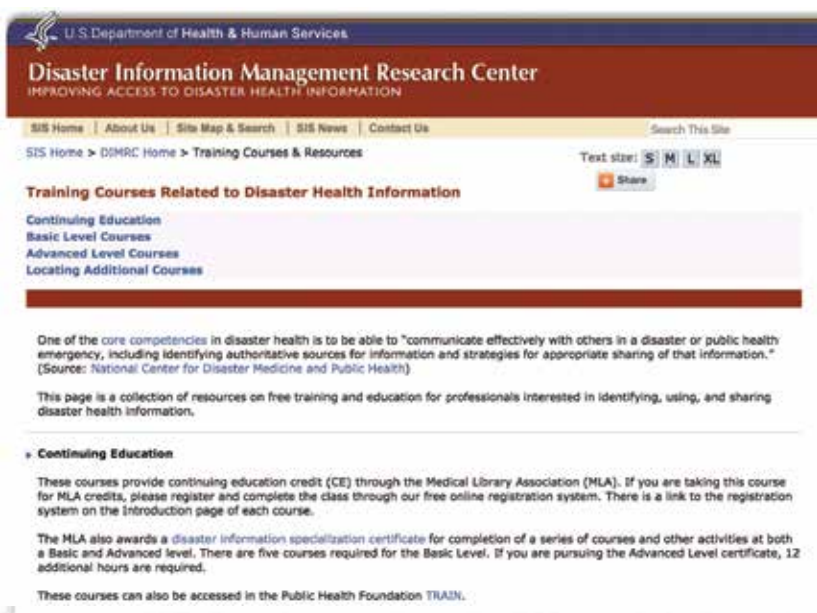 U.S. Department of Health & Human Services
Disaster Information Management Research Center
IMPROVING ACCESS TO DISASTER HEALTH INFORMATION
SIS Home | About Us | Site Map & Search | SIS News | Contact Us Search This Site
SIS Home > DIMRC Home > Training Courses & Resources
Text size: S M L XL
Share
Training Courses Related to Disaster Health Information
Continuing Education
Basic Level Courses
Advanced Level Courses
Locating Additional Courses
One of the core competencies in disaster health is to be able to "communicate effectively with others in a disaster or public health
emergency, including identifying authoritative sources for information and strategies for appropriate sharing of that information."
(Source: National Center for Disaster Medicine and Public Health)
This page is a collection of resources on free training and education for professionals interested in identifying, using, and sharing
disaster health information.
Continuing Education
These courses provide continuing education credit (CE) through the Medical Library Association (MLA). If you are taking this course
for MLA credits, please register and complete the class through our free online registration system. There is a link to the registration
system on the Introduction page of each course.
The MLA also awards a disaster information specialization certificate for completion of a series of courses and other activities at both
a Basic and Advanced level. There are five courses required for the Basic Level. If you are pursuing the Advanced Level certificate, 12
additional hours are required.
These courses can also be accessed in the Public Health Foundation TRAIN.